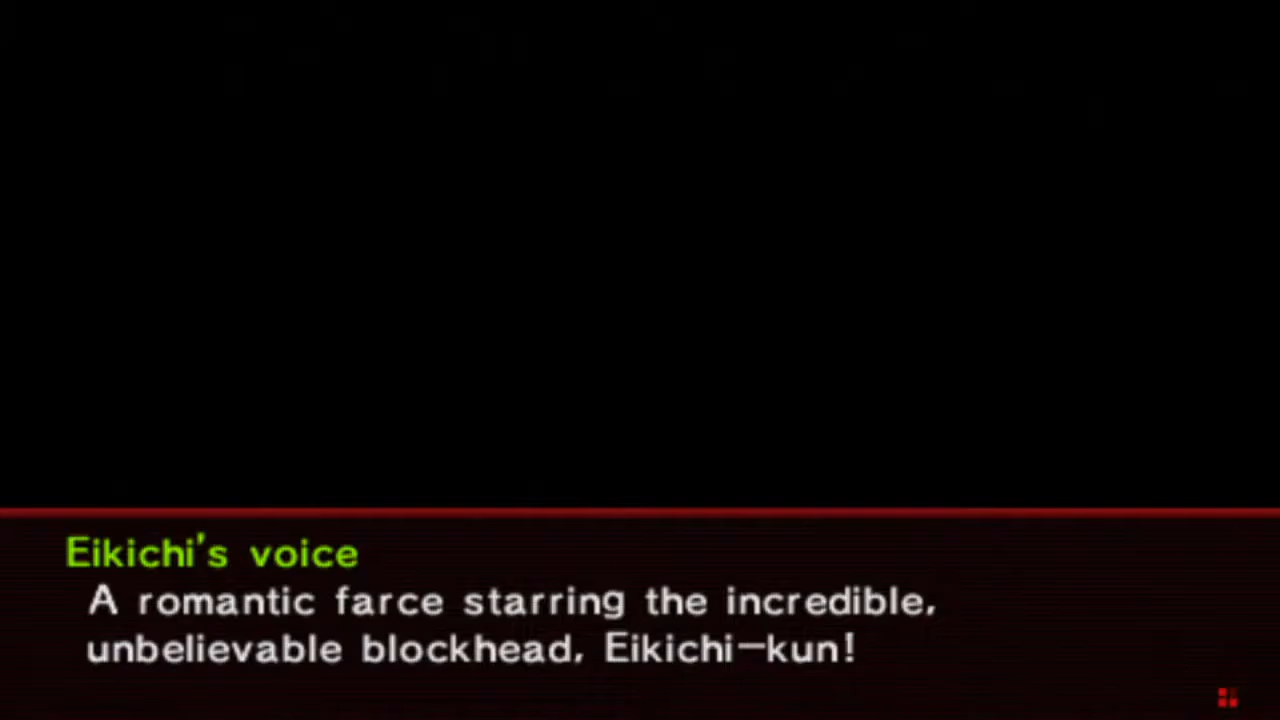 Eikichi's voice
A romantic farce starring the incredible,
unbelievable blockhead, Eikichi-kun!